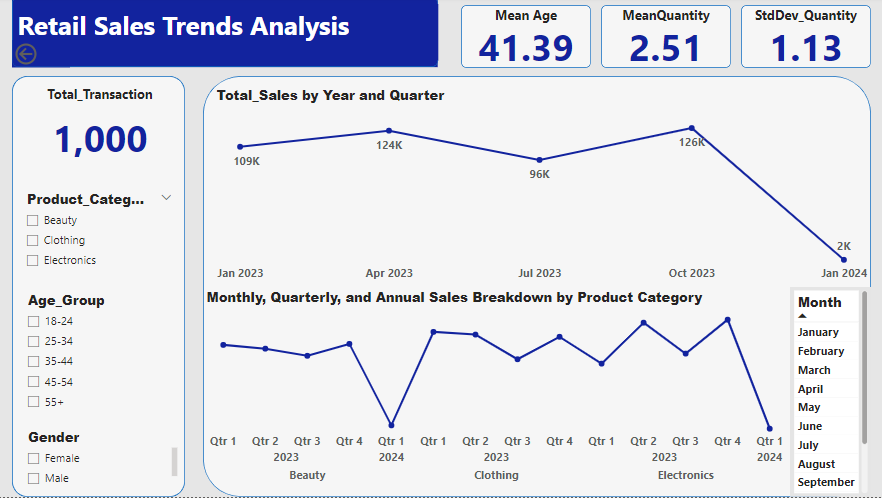 Retail Sales Trends Analysis
Mean Age
41.39
MeanQuantity
2.51
StdDev_Quantity
1.13
Total_Transaction
1,000
Product_Categ...
Beauty
Clothing
Electronics
Age_Group
18-24
25-34
35-44
45-54
55+
Gender
Female
Male
Total_Sales by Year and Quarter
109K
124K
96K
126K
2K
Jan 2023 Apr 2023 Jul 2023 Oct 2023 Jan 2024
Monthly, Quarterly, and Annual Sales Breakdown by Product Category
Qtr 1 Qtr 2 Qtr 3 Qtr 4 Qtr 1 Qtr 1 Qtr 2 Qtr 3 Qtr 4 Qtr 1 Qtr 2 Qtr 3 Qtr 4 Qtr 1
2023 2024 2023 2023 2024
Beauty Clothing Electronics
Month
January
February
March
April
May
June
July
August
September